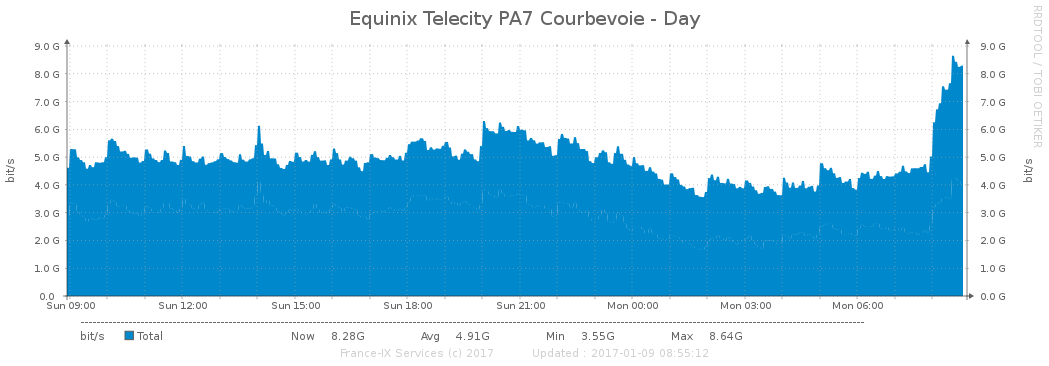 Equinix Telecity PA7 Courbevoie - Day
RRDTOOL / TOBI OETIKER
9.0 G 9.0 G
8.0 G 8.0 G
7.0 G 7.0 G
6.0 G 6.0 G
5.0 G 5.0 G
bit/s bit/s
4.0 G 4.0 G
3.0 G 3.0 G
2.0 G 2.0 G
1.0 G 1.0 G
0.0 0.0 G
Sun 09:00 Sun 12:00 Sun 15:00 Sun 18:00 Sun 21:00 Mon 00:00 Mon 03:00 Mon 06:00
bit/s Total Now 8.28G Avg 4.91G Min 3.55G Max 8.64G
France-IX Services (c) 2017 Updated : 2017-01-09 08:55:12